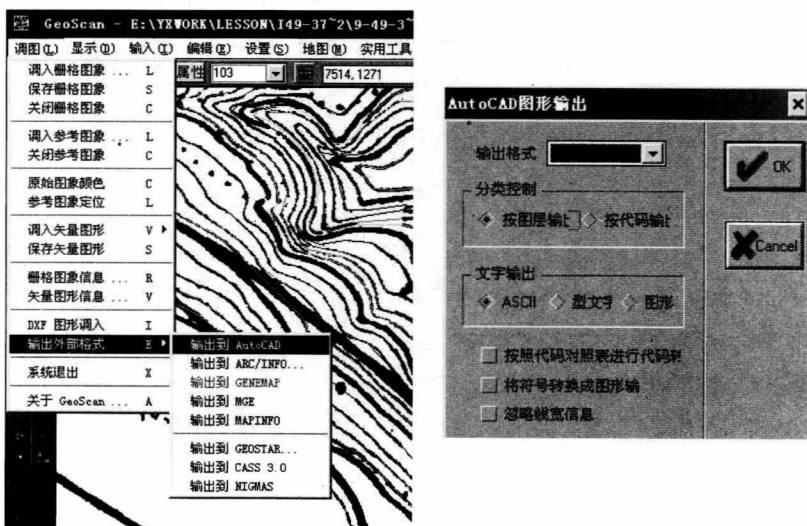 GeoScan - E:\YXWORK\LESSON\I49-37~2\9-49-3~
调图(L) 显示(D) 输入(I) 编辑(E) 设置(S) 地图(M) 实用工具
调入栅格图象 ... L
保存栅格图象 S
关闭栅格图象 C
调入参考图象 ... L
关闭参考图象 C
原始图象颜色 C
参考图象定位 L
调入矢量图形 V
保存矢量图形 S
栅格图象信息 ... R
矢量图形信息 ... V
DXF 图形调入 I
输出外部格式 E
系统退出 X
关于 GeoScan ... A
属性 103
7514, 1271
输出到 AutoCAD...
输出到 ARC/INFO...
输出到 GENEMAP
输出到 MGE
输出到 MAPINFO
输出到 GEOSTAR...
输出到 CASS 3.0
输出到 NIGMAS
AutoCAD图形输出
输出格式
分类控制
按图层输 按代码输
文字输出
ASCII 型文字 图形
按照代码对照表进行代码
将符号转换成图形输
忽略线宽信息
OK
Cancel